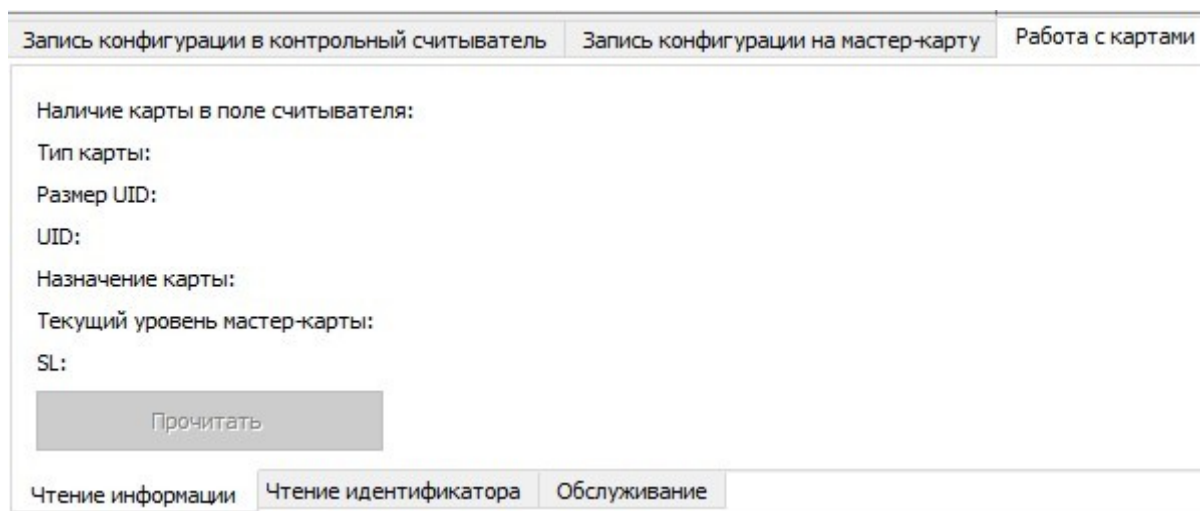 Запись конфигурации в контрольный считыватель Запись конфигурации на мастер-карту Работа с картами
Наличие карты в поле считывателя:
Тип карты:
Размер UID:
UID:
Назначение карты:
Текущий уровень мастер-карты:
SL:
Прочитать
Чтение информации Чтение идентификатора Обслуживание